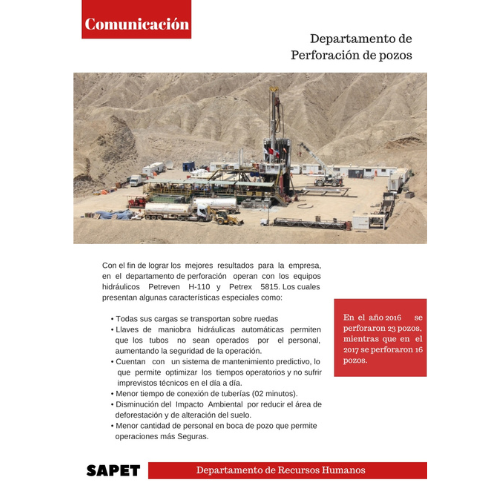 Comunicación
Departamento de
Perforación de pozos
Con el fin de lograr los mejores resultados para la empresa,
en el departamento de perforación operan con los equipos
hidráulicos Petreven H-110 y Petrex 5815. Los cuales
presentan algunas características especiales como:
• Todas sus cargas se transportan sobre ruedas
• Llaves de maniobra hidráulicas automáticas permiten
que los tubos no sean operados por el personal,
aumentando la seguridad de la operación.
• Cuentan con un sistema de mantenimiento predictivo, lo
que permite optimizar los tiempos operatorios y no sufrir
imprevistos técnicos en el día a día.
• Menor tiempo de conexión de tuberías (02 minutos).
• Disminución del Impacto Ambiental por reducir el área de
deforestación y de alteración del suelo.
• Menor cantidad de personal en boca de pozo que permite
operaciones más Seguras.
En el año 2016 se
perforaron 23 pozos,
mientras que en el
2017 se perforaron 16
pozos.
SAPET
Departamento de Recursos Humanos